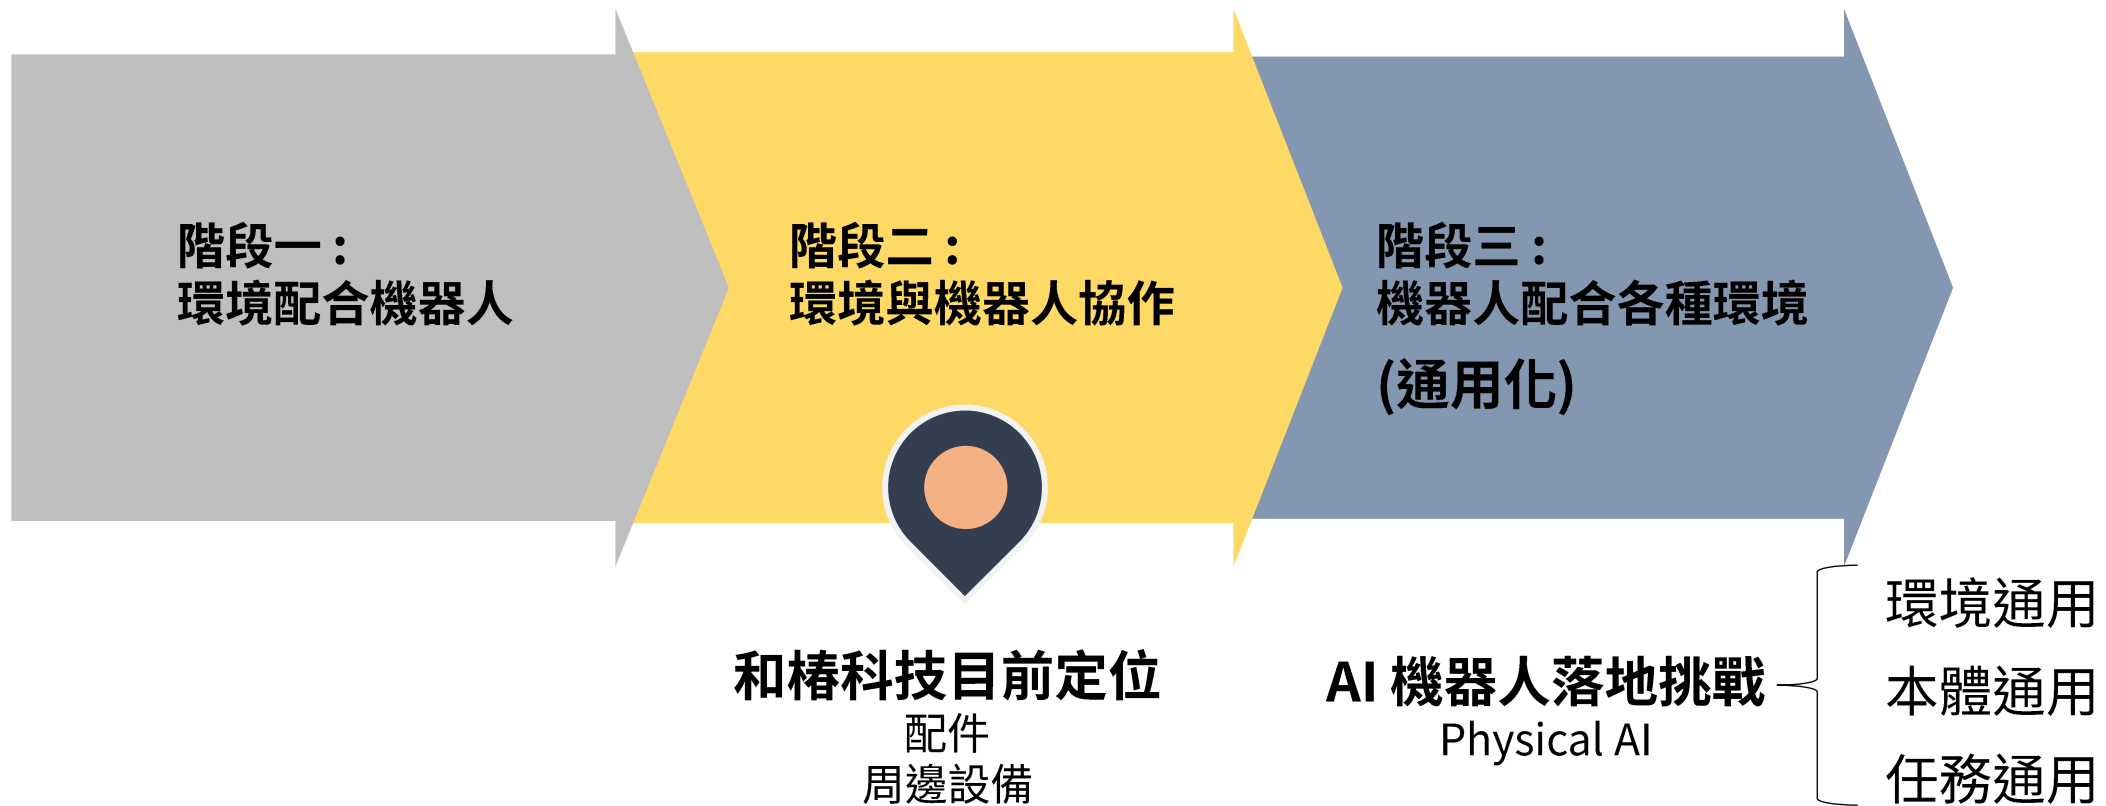 階段一：
環境配合機器人
階段二：
環境與機器人協作
階段三：
機器人配合各種環境
(通用化)
和椿科技目前定位
配件
周邊設備
AI 機器人落地挑戰
Physical AI
環境通用
本體通用
任務通用